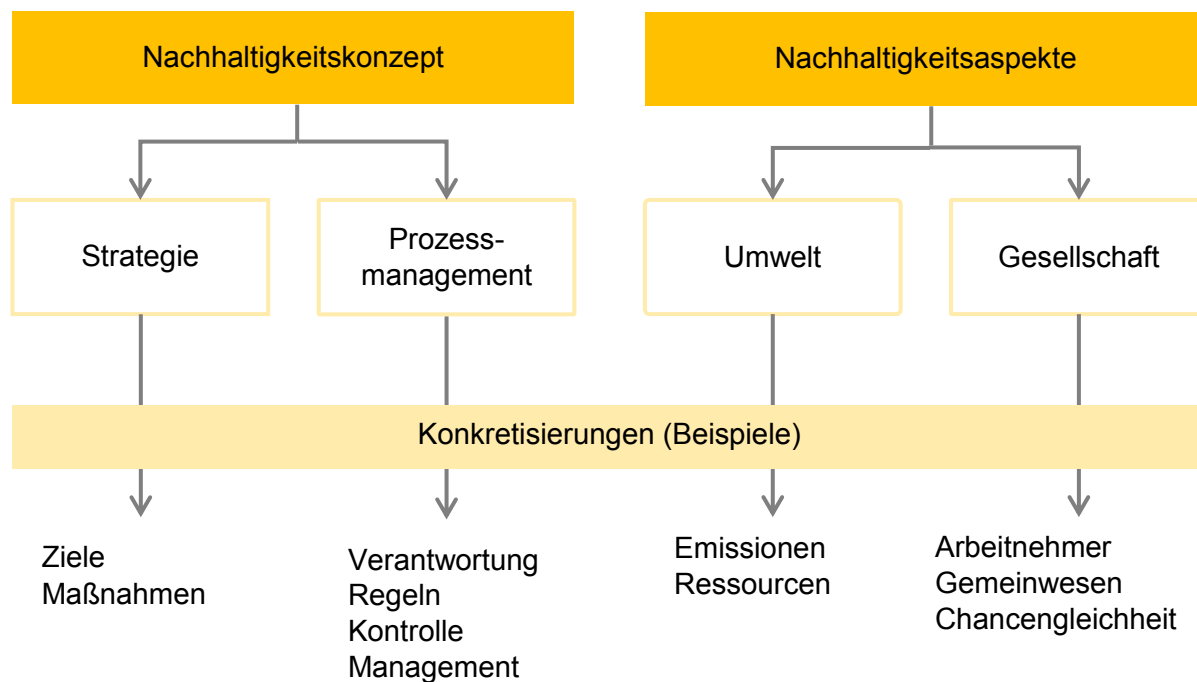 Nachhaltigkeitskonzept
Nachhaltigkeitsaspekte
Strategie
Prozess-
management
Umwelt
Gesellschaft
Konkretisierungen (Beispiele)
Ziele
Maßnahmen
Verantwortung
Regeln
Kontrolle
Management
Emissionen
Ressourcen
Arbeitnehmer
Gemeinwesen
Chancengleichheit